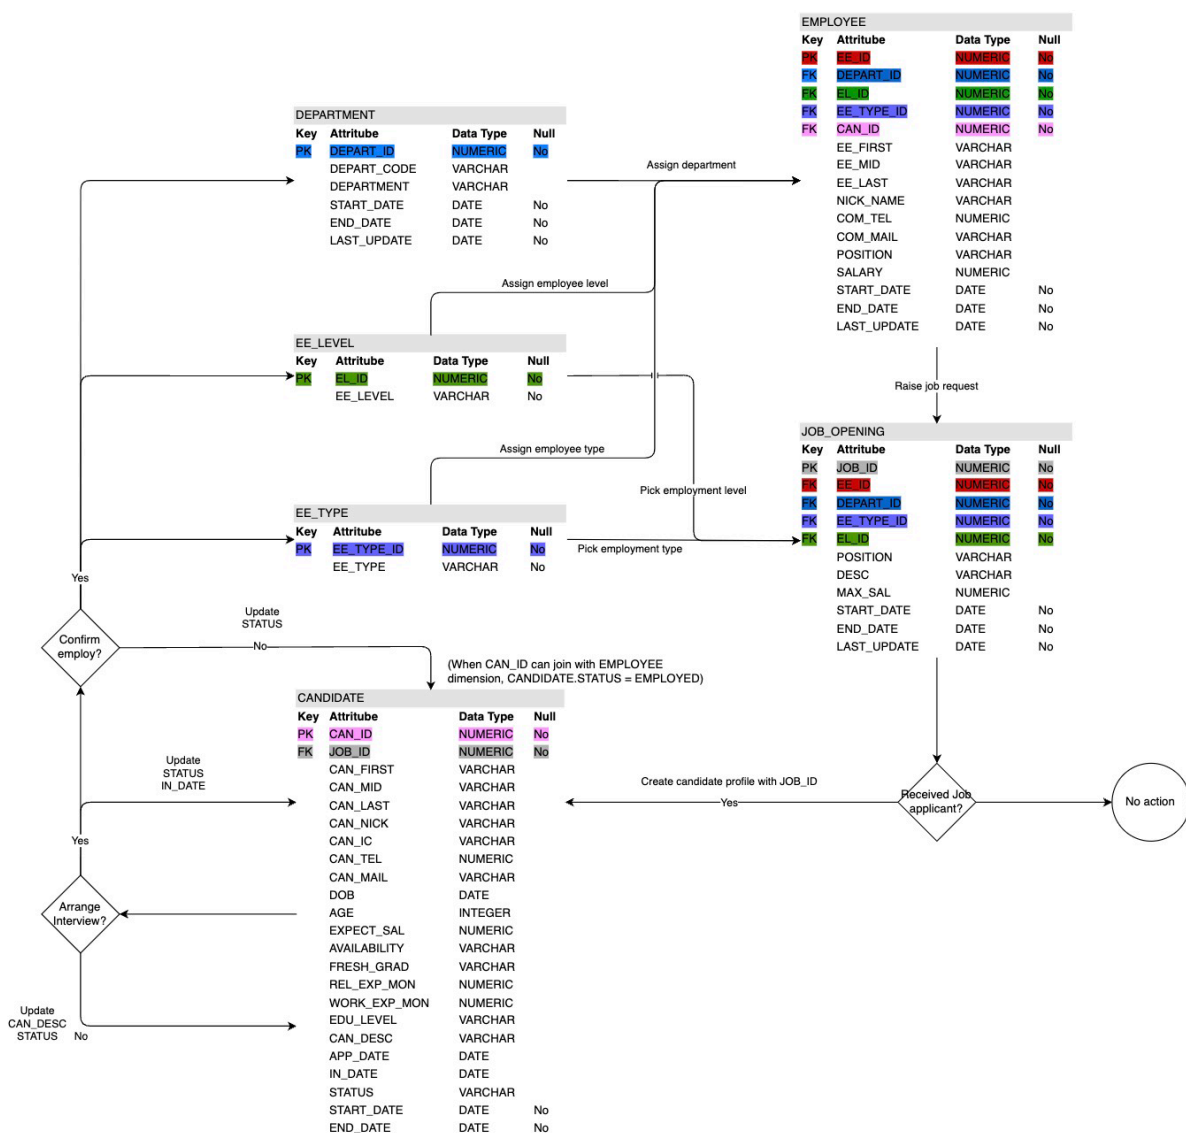 EMPLOYEE
Key Attritube Data Type Null
PK EE_ID NUMERIC No
FK DEPART_ID NUMERIC No
FK EL_ID NUMERIC No
FK EE_TYPE_ID NUMERIC No
FK CAN_ID NUMERIC No
EE_FIRST VARCHAR
EE_MID VARCHAR
EE_LAST VARCHAR
NICK_NAME VARCHAR
COM_TEL NUMERIC
COM_MAIL VARCHAR
POSITION VARCHAR
SALARY NUMERIC
START_DATE DATE No
END_DATE DATE No
LAST_UPDATE DATE No
DEPARTMENT
Key Attritube Data Type Null
PK DEPART_ID NUMERIC No
DEPART_CODE VARCHAR
DEPARTMENT VARCHAR
START_DATE DATE No
END_DATE DATE No
LAST_UPDATE DATE No
Assign department
Assign employee level
EE_LEVEL
Key Attritube Data Type Null
PK EL_ID NUMERIC No
EE_LEVEL VARCHAR No
Raise job request
Assign employee type
Pick employment level
EE_TYPE
Key Attritube Data Type Null
PK EE_TYPE_ID NUMERIC No
EE_TYPE VARCHAR No
Pick employment type
JOB_OPENING
Key Attritube Data Type Null
PK JOB_ID NUMERIC No
FK EE_ID NUMERIC No
FK DEPART_ID NUMERIC No
FK EE_TYPE_ID NUMERIC No
FK EL_ID NUMERIC No
POSITION VARCHAR
DESC VARCHAR
MAX_SAL NUMERIC
START_DATE DATE No
END_DATE DATE No
LAST_UPDATE DATE No
Yes
Confirm
employ?
Update
STATUS
No
(When CAN_ID can join with EMPLOYEE
dimension, CANDIDATE.STATUS = EMPLOYED)
CANDIDATE
Key Attritube Data Type Null
PK CAN_ID NUMERIC No
FK JOB_ID NUMERIC No
CAN_FIRST VARCHAR
CAN_MID VARCHAR
CAN_LAST VARCHAR
CAN_NICK VARCHAR
CAN_IC VARCHAR
CAN_TEL NUMERIC
CAN_MAIL VARCHAR
DOB DATE
AGE INTEGER
EXPECT_SAL NUMERIC
AVAILABILITY VARCHAR
FRESH_GRAD VARCHAR
REL_EXP_MON NUMERIC
WORK_EXP_MON NUMERIC
EDU_LEVEL VARCHAR
CAN_DESC VARCHAR
APP_DATE DATE
IN_DATE DATE
STATUS VARCHAR
START_DATE DATE No
END_DATE DATE No
Update
STATUS
IN_DATE
Yes
Arrange
Interview?
Update
CAN_DESC
STATUS No
Create candidate profile with JOB_ID
Yes
Received Job
applicant?
No action